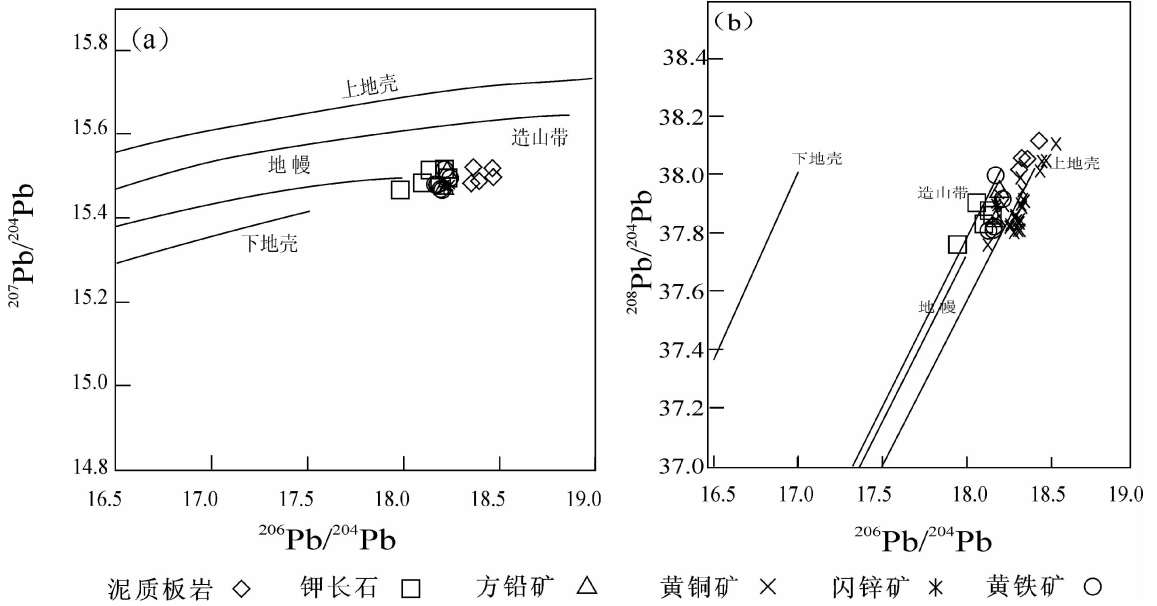 (a)
15.8
15.6
15.4
15.2
15.0
14.8
207Pb/204Pb
上地壳
造山带
地幔
下地壳
16.5 17.0 17.5 18.0 18.5 19.0
206Pb/204Pb
(b)
38.4
38.2
38.0
37.8
37.6
37.4
37.2
37.0
208Pb/204Pb
下地壳
上地壳
造山带
地幔
16.5 17.0 17.5 18.0 18.5 19.0
206Pb/204Pb
泥质板岩 钾长石 方铅矿 黄铜矿 闪锌矿 黄铁矿